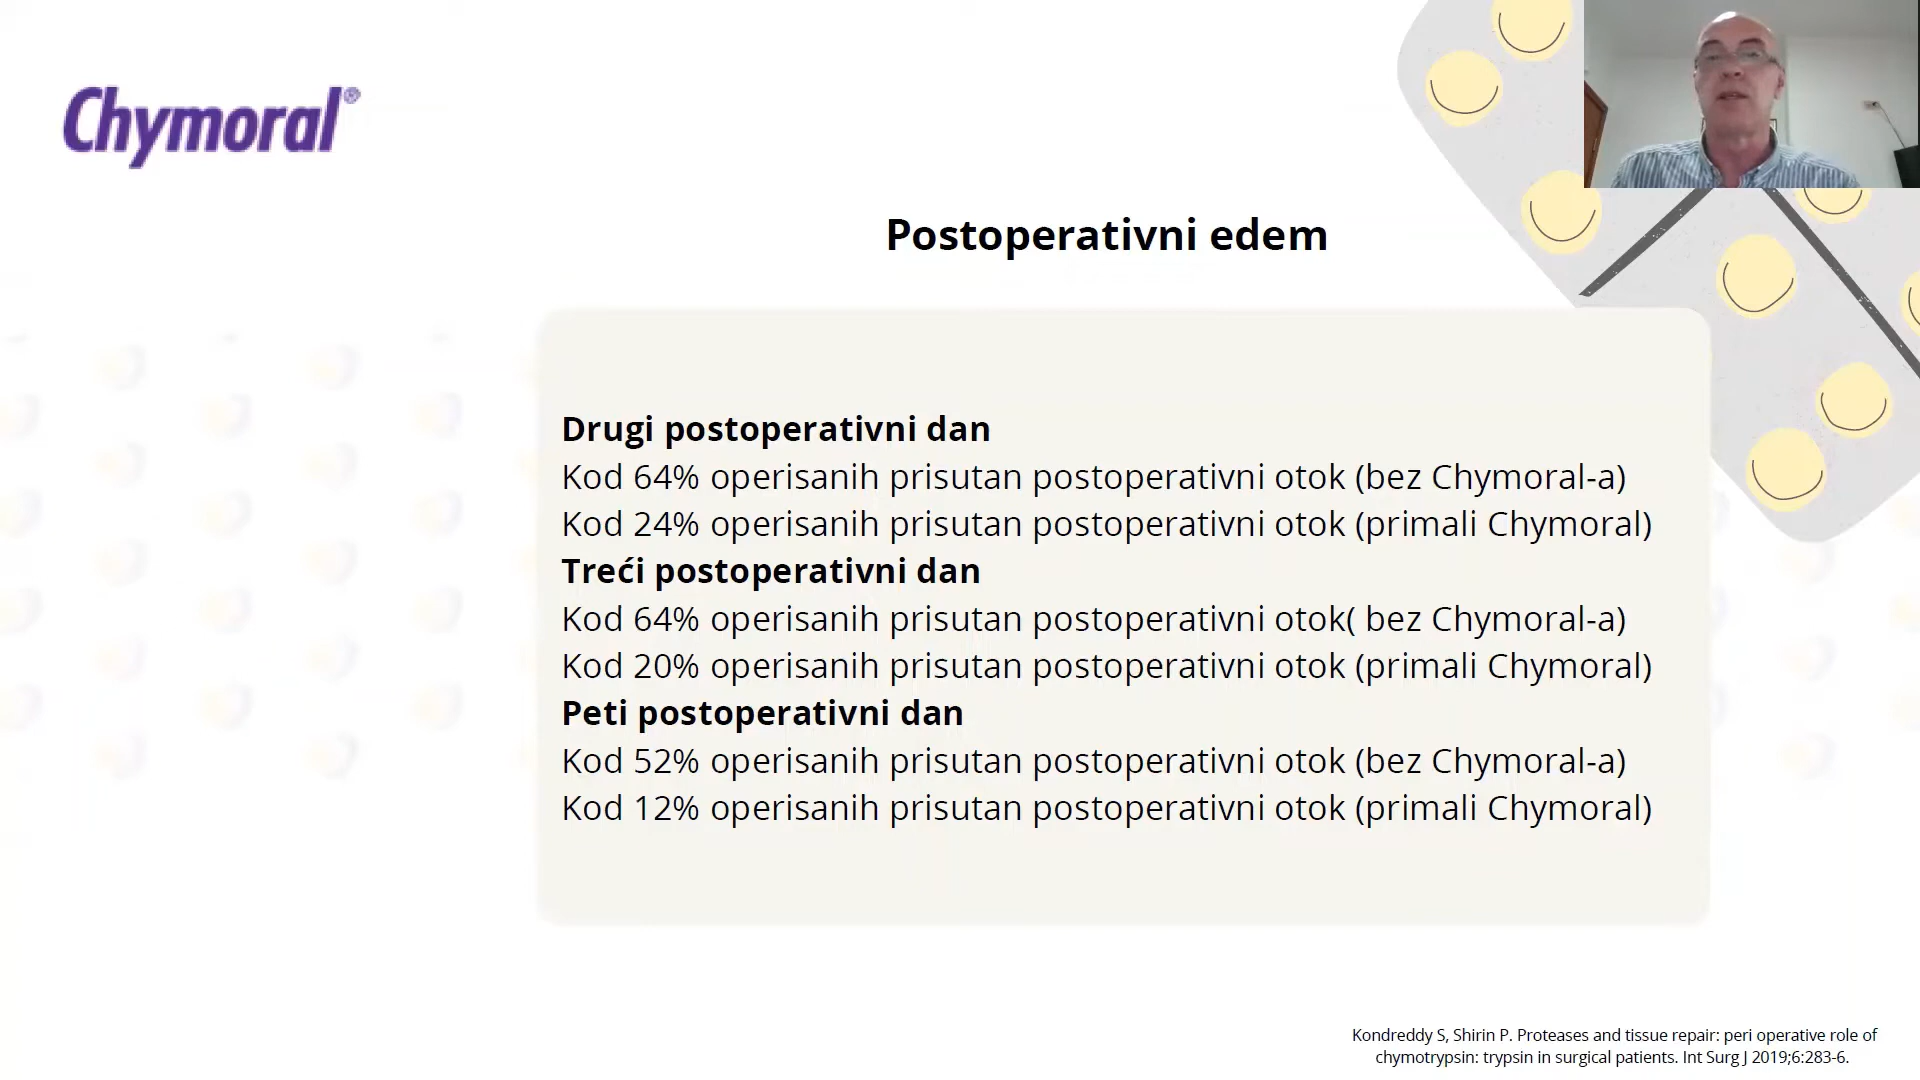 Chymoral®
Postoperativni edem
Drugi postoperativni dan
Kod 64% operisanih prisutan postoperativni otok (bez Chymoral-a)
Kod 24% operisanih prisutan postoperativni otok (primali Chymoral)
Treći postoperativni dan
Kod 64% operisanih prisutan postoperativni otok( bez Chymoral-a)
Kod 20% operisanih prisutan postoperativni otok (primali Chymoral)
Peti postoperativni dan
Kod 52% operisanih prisutan postoperativni otok (bez Chymoral-a)
Kod 12% operisanih prisutan postoperativni otok (primali Chymoral)
Kondreddy S, Shirin P. Proteases and tissue repair: peri operative role of
chymotrypsin: trypsin in surgical patients. Int Surg J 2019;6:283-6.